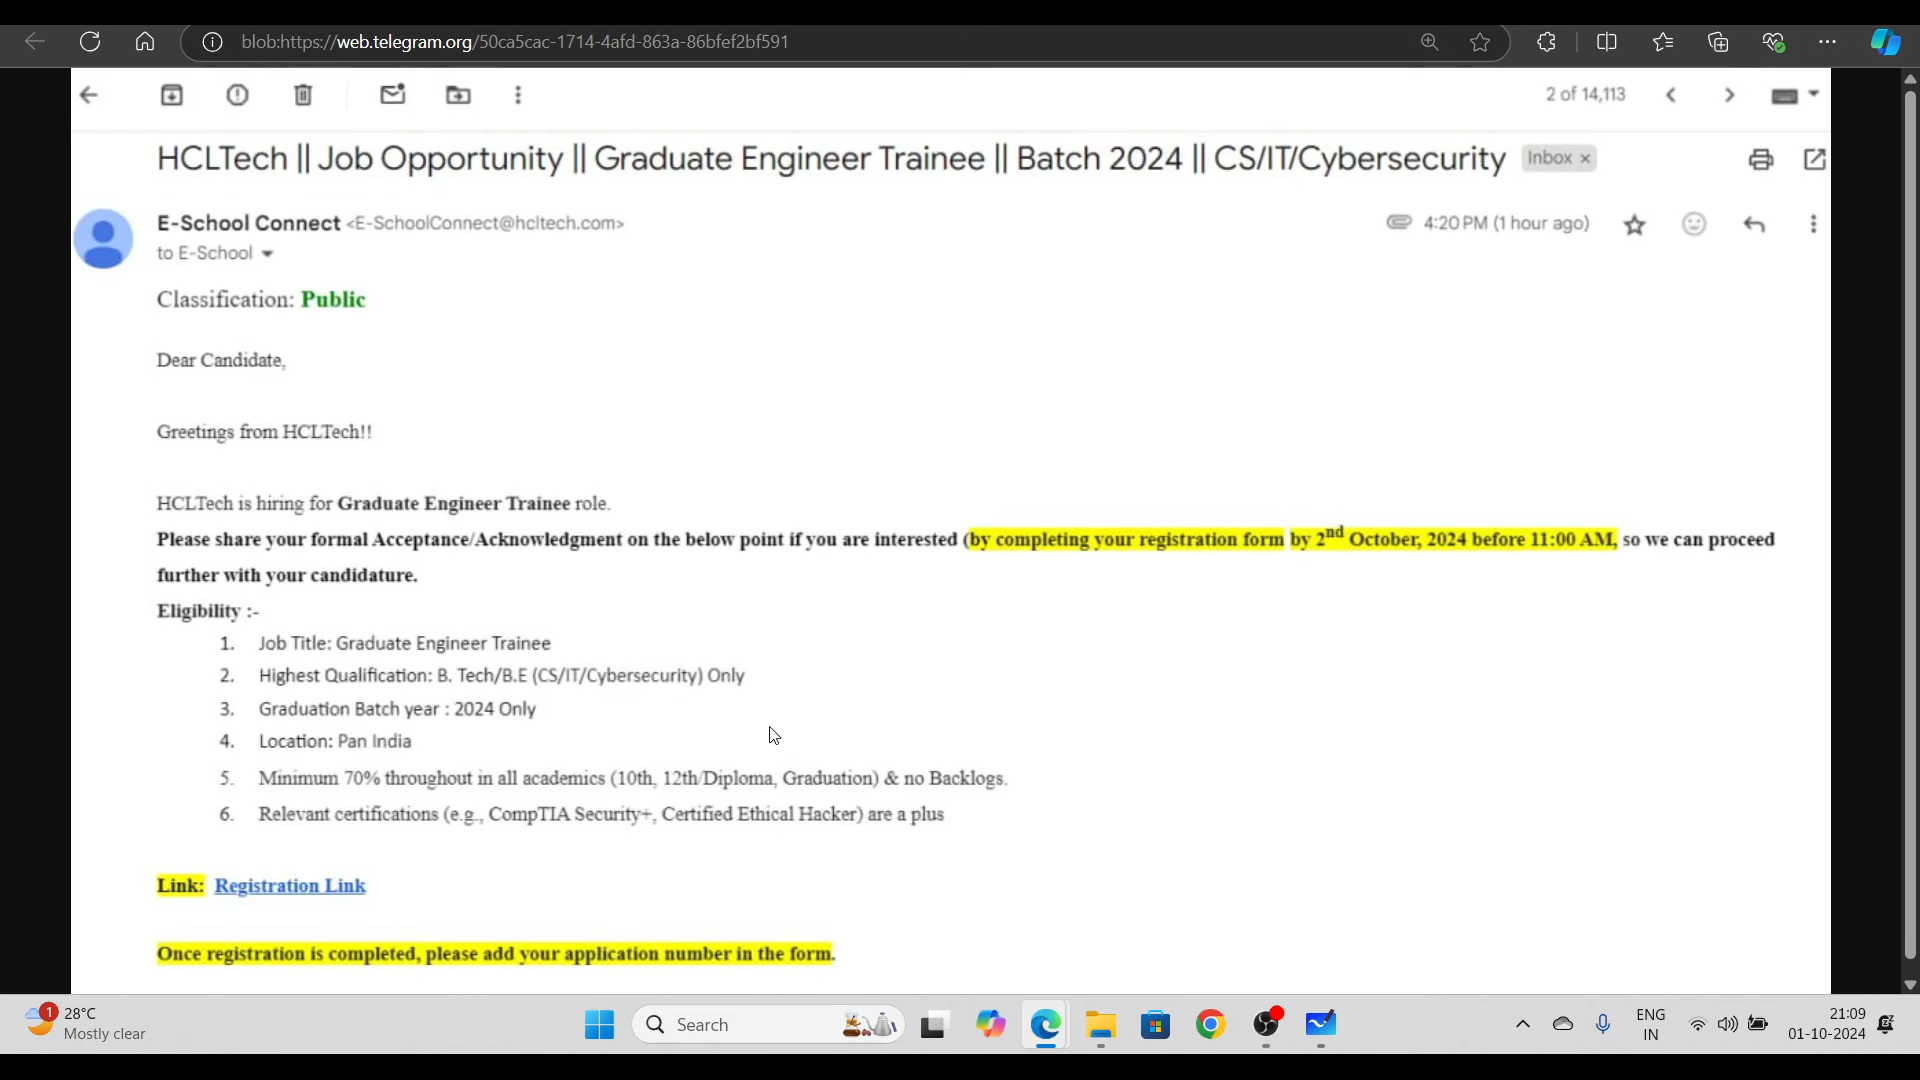 blob:https://web.telegram.org/50ca5cac-1714-4afd-863a-86bfef2bf591
2 of 14,113
HCLTech || Job Opportunity || Graduate Engineer Trainee || Batch 2024 || CS/IT/Cybersecurity Inbox ×
E-School Connect <E-SchoolConnect@hcltech.com> 4:20 PM (1 hour ago)
to E-School
Classification: Public
Dear Candidate,
Greetings from HCLTech!!
HCLTech is hiring for Graduate Engineer Trainee role.
Please share your formal Acceptance/Acknowledgment on the below point if you are interested (by completing your registration form by 2nd October, 2024 before 11:00 AM, so we can proceed
further with your candidature.
Eligibility :-
1. Job Title: Graduate Engineer Trainee
2. Highest Qualification: B. Tech/B.E (CS/IT/Cybersecurity) Only
3. Graduation Batch year : 2024 Only
4. Location: Pan India
5. Minimum 70% throughout in all academics (10th, 12th/Diploma, Graduation) & no Backlogs.
6. Relevant certifications (e.g., CompTIA Security+, Certified Ethical Hacker) are a plus
Link: Registration Link
Once registration is completed, please add your application number in the form.
1 28°C
Mostly clear
Search
ENG
IN
21:09
01-10-2024